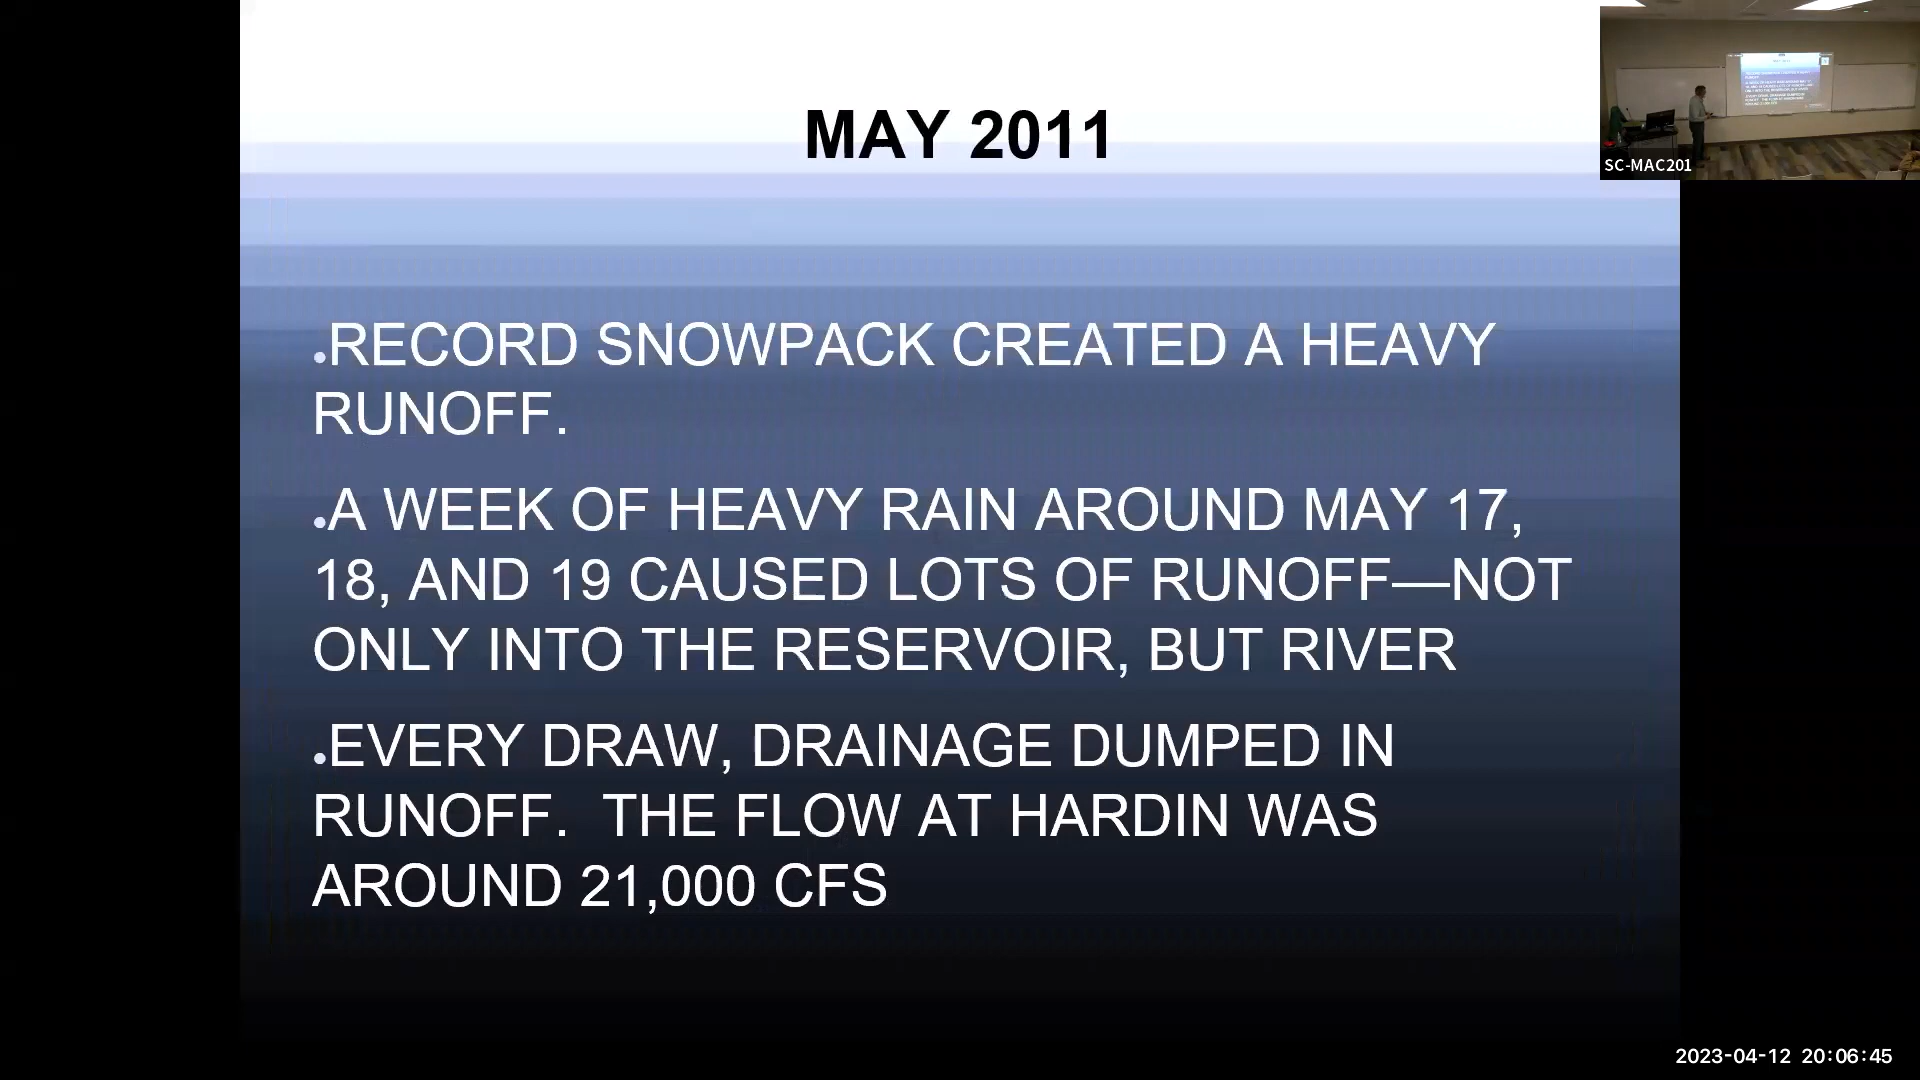 MAY 2011
SC-MAC201
•RECORD SNOWPACK CREATED A HEAVY
RUNOFF.
•A WEEK OF HEAVY RAIN AROUND MAY 17,
18, AND 19 CAUSED LOTS OF RUNOFF—NOT
ONLY INTO THE RESERVOIR, BUT RIVER
•EVERY DRAW, DRAINAGE DUMPED IN
RUNOFF.  THE FLOW AT HARDIN WAS
AROUND 21,000 CFS
2023-04-12 20:06:45